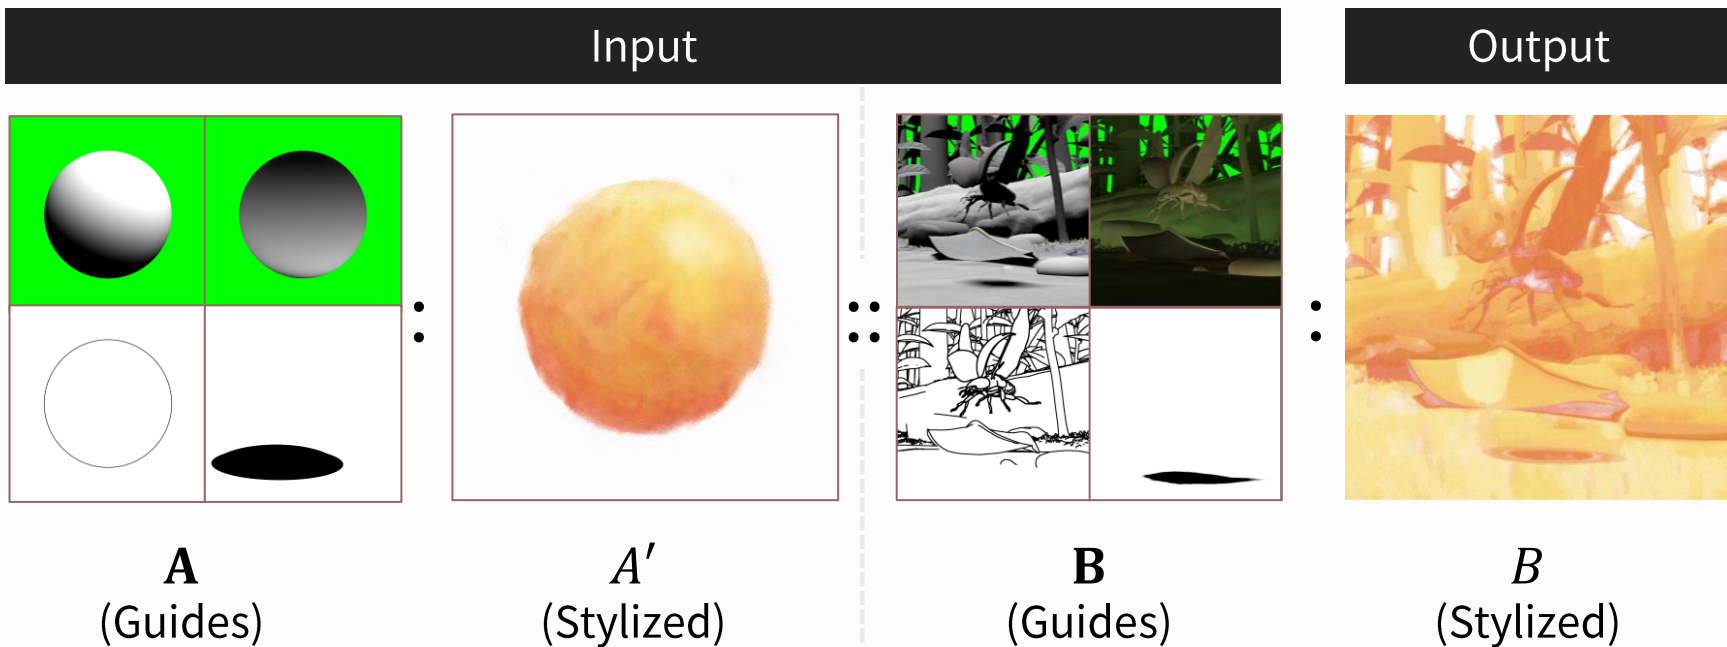 Input
Output
: :: :
A
(Guides)
A′
(Stylized)
B
(Guides)
B
(Stylized)